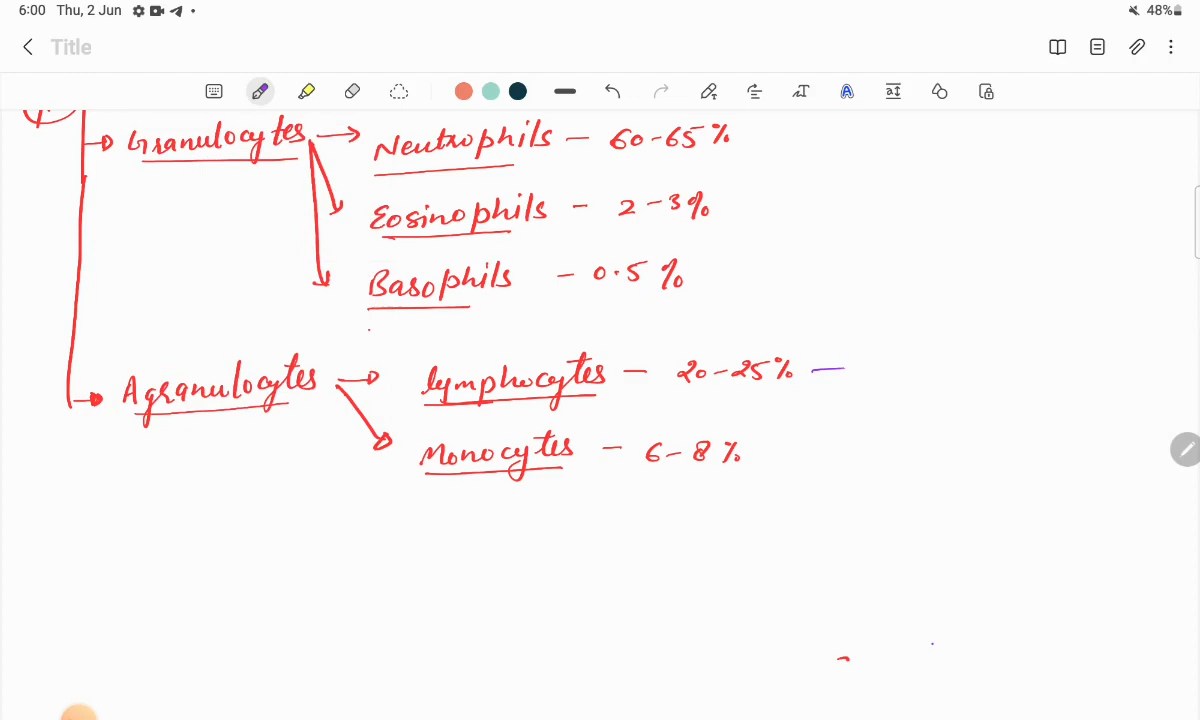 6:00 Thu, 2 Jun 48%
Title
Granulocytes → Neutrophils - 60-65%
Eosinophils - 2-3%
Basophils - 0.5%
Agranulocytes → lymphocytes - 20-25% -
Monocytes - 6-8%